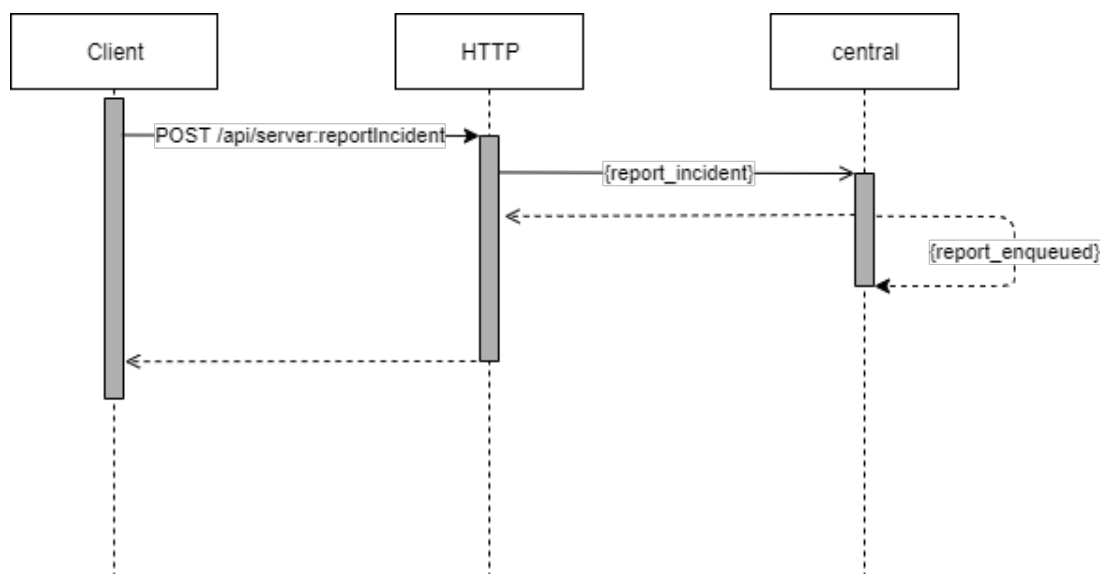 Client
HTTP
central
POST /api/server:reportIncident
{report_incident}
{report_enqueued}